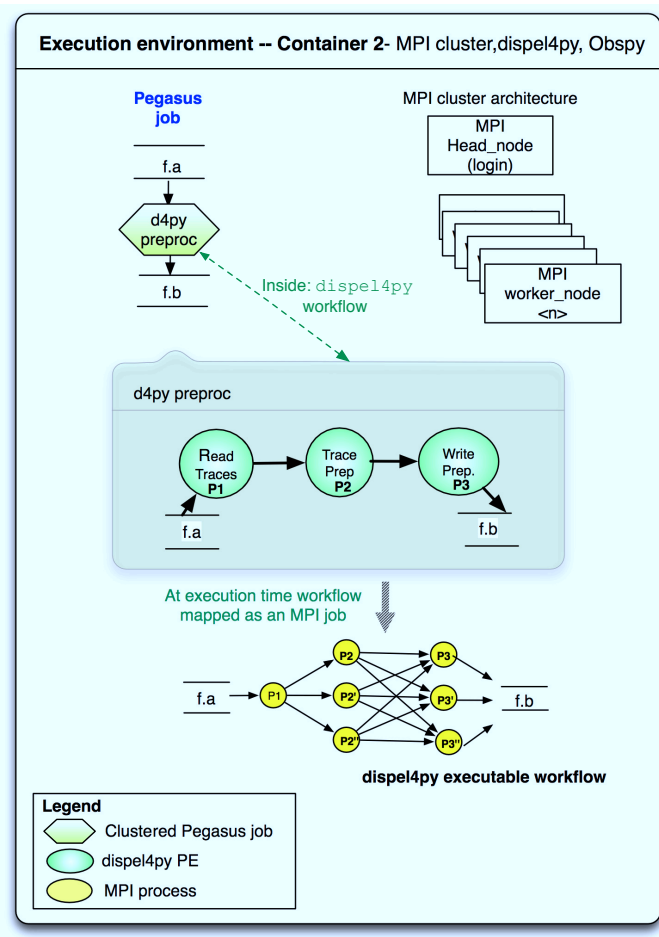 Execution environment -- Container 2- MPI cluster,dispel4py, Obspy
Pegasus
job
f.a
d4py
preproc
f.b
MPI cluster architecture
MPI
Head_node
(login)
MPI
worker_node
<n>
Inside: dispel4py
workflow
d4py preproc
Read
Traces
P1
Trace
Prep
P2
Write
Prep.
P3
f.a
f.b
At execution time workflow
mapped as an MPI job
f.a
P1
P2
P2'
P2"
P3
P3'
P3"
f.b
dispel4py executable workflow
Legend
Clustered Pegasus job
dispel4py PE
MPI process